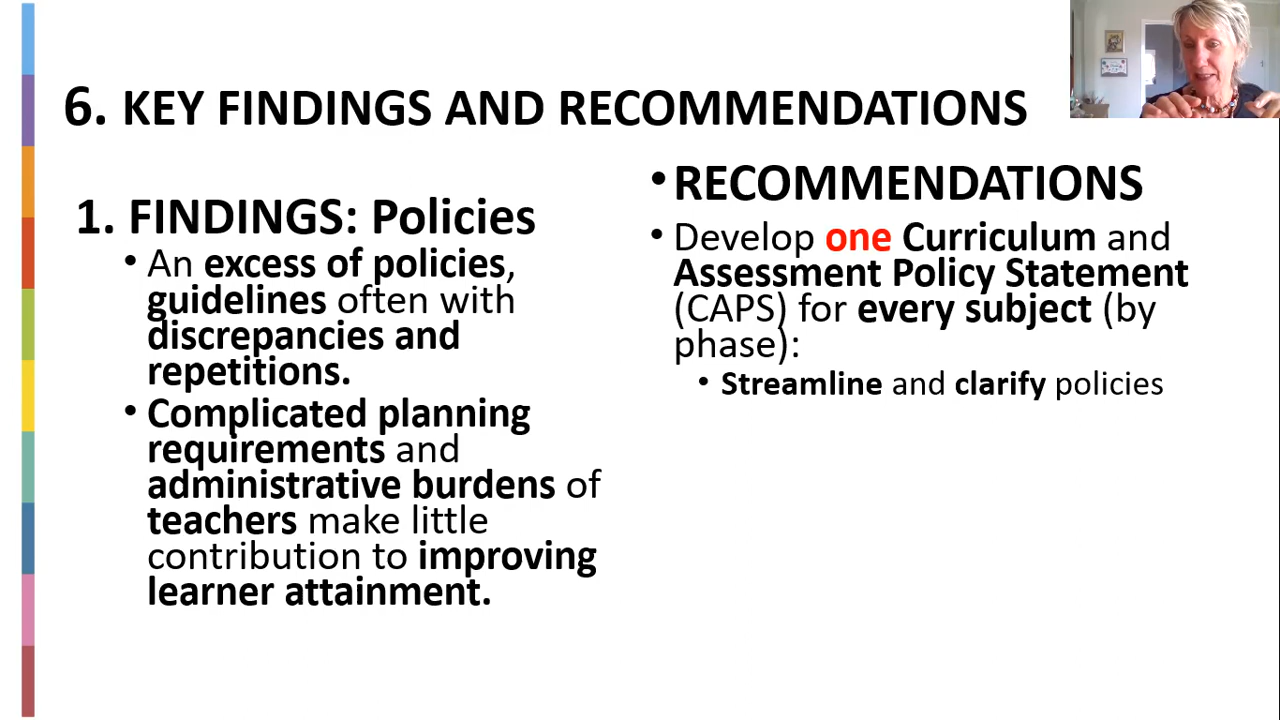 6. KEY FINDINGS AND RECOMMENDATIONS
1. FINDINGS: Policies
• An excess of policies,
guidelines often with
discrepancies and
repetitions.
• Complicated planning
requirements and
administrative burdens of
teachers make little
contribution to improving
learner attainment.
• RECOMMENDATIONS
• Develop one Curriculum and
Assessment Policy Statement
(CAPS) for every subject (by
phase):
• Streamline and clarify policies